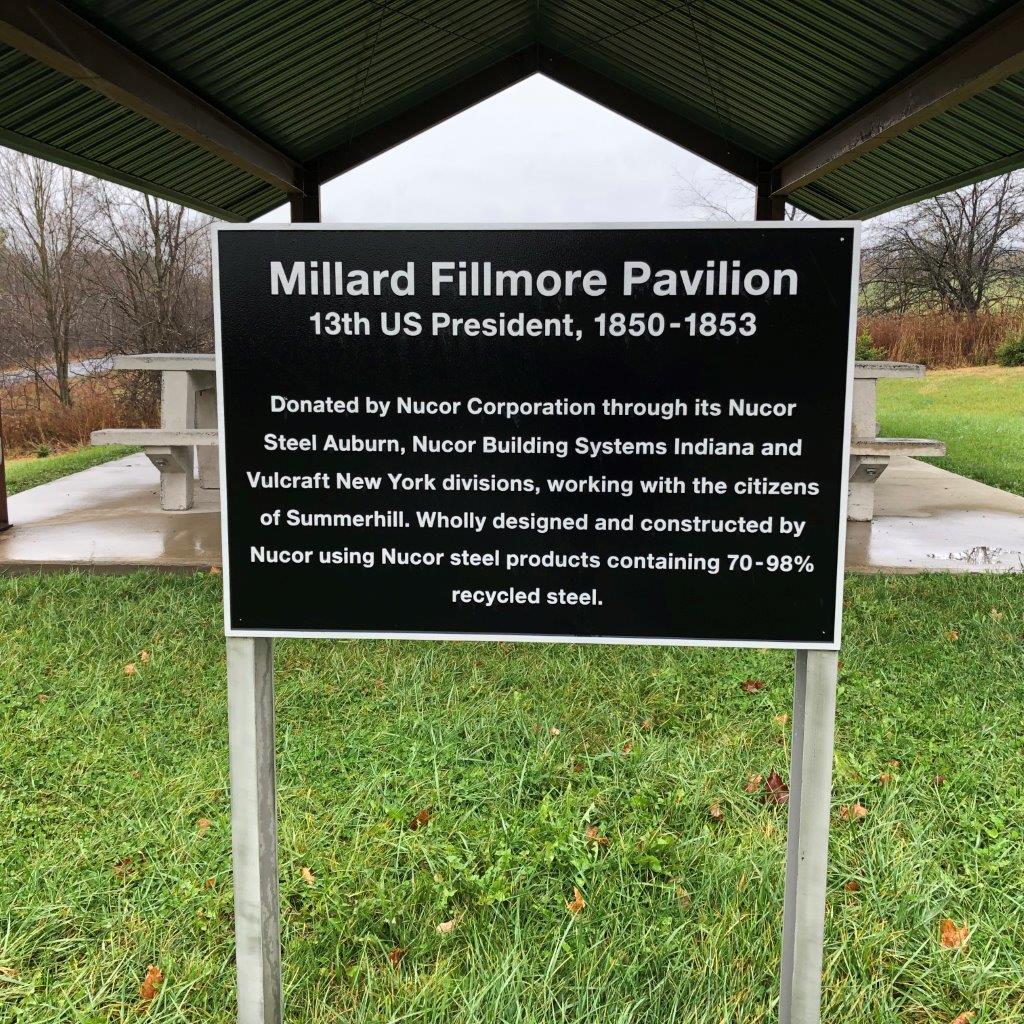 Millard Fillmore Pavilion
13th US President, 1850-1853
Donated by Nucor Corporation through its Nucor
Steel Auburn, Nucor Building Systems Indiana and
Vulcraft New York divisions, working with the citizens
of Summerhill. Wholly designed and constructed by
Nucor using Nucor steel products containing 70-98%
recycled steel.